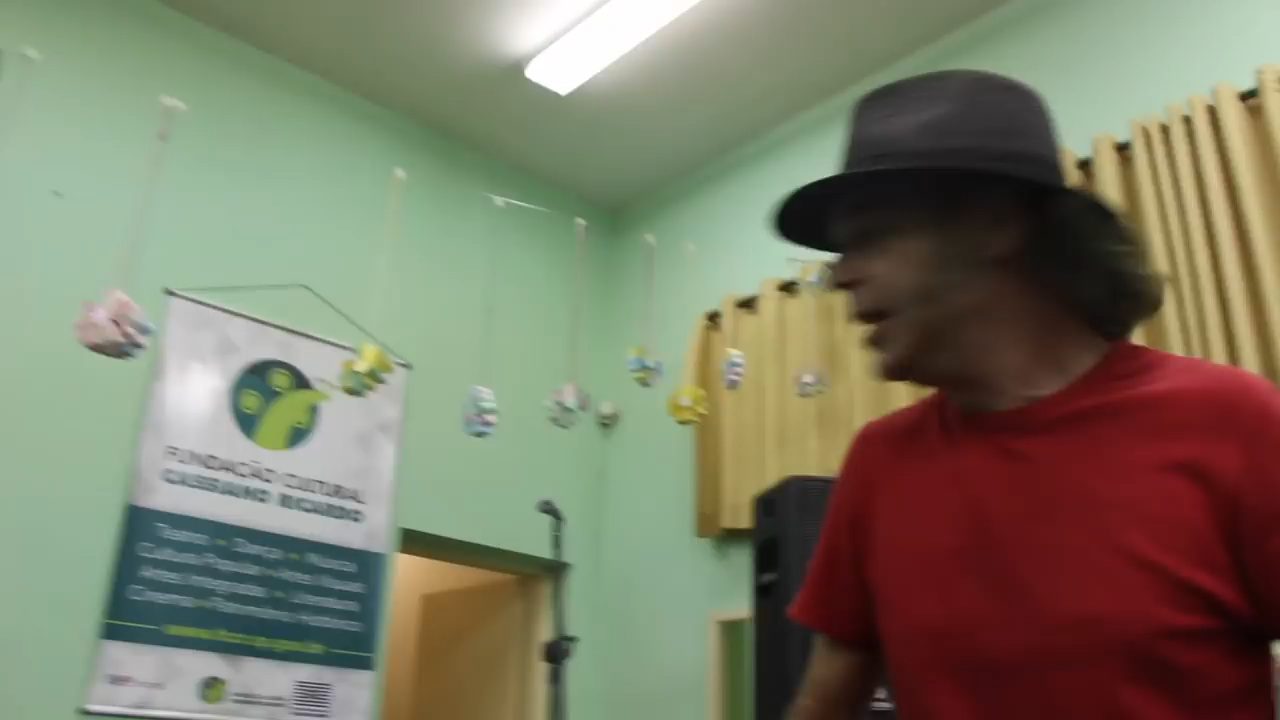 FUNDAÇÃO CULTURAL
CASSIANO RICARDO
Teatro - Dança - Música
Cultura Popular - Artes Visuais
Artes Integradas - Literatura
Cinema - Patrimônio Histórico